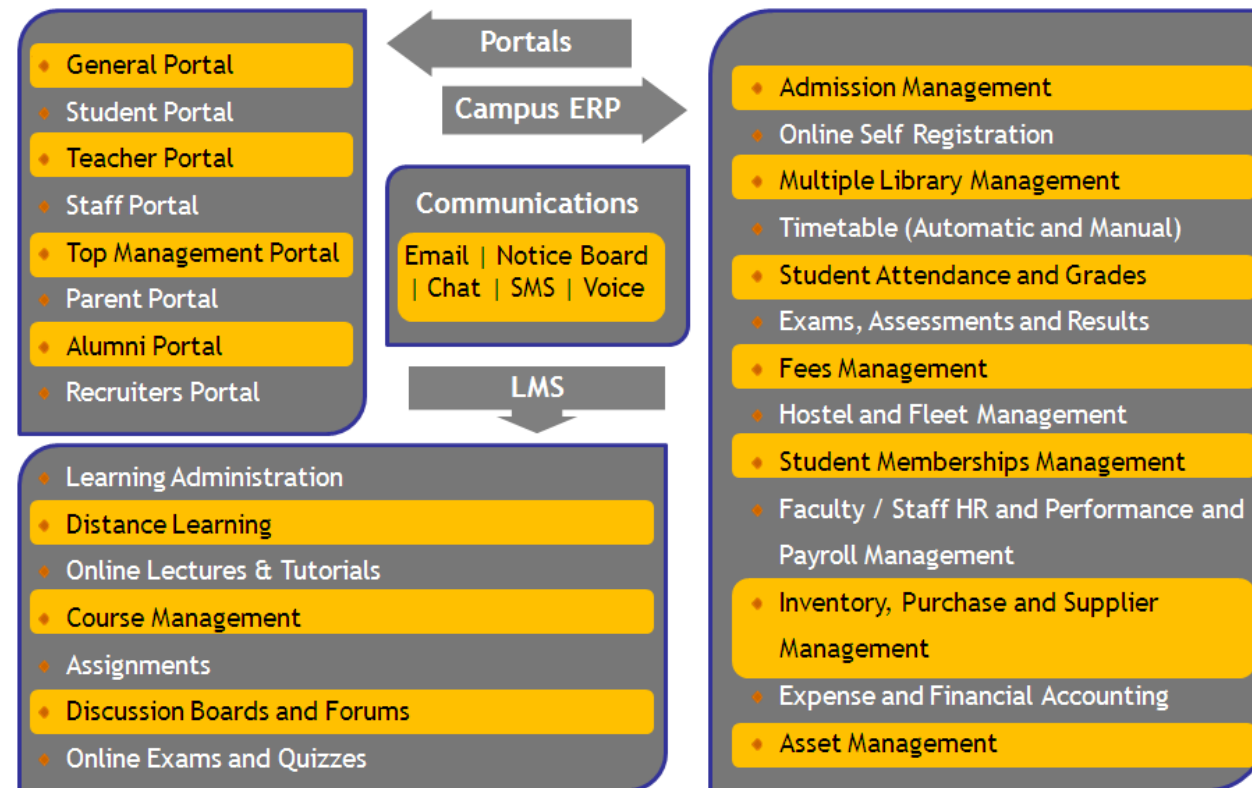 General Portal
Student Portal
Teacher Portal
Staff Portal
Top Management Portal
Parent Portal
Alumni Portal
Recruiters Portal
Portals
Campus ERP
Communications
Email | Notice Board
| Chat | SMS | Voice
LMS
Learning Administration
Distance Learning
Online Lectures & Tutorials
Course Management
Assignments
Discussion Boards and Forums
Online Exams and Quizzes
Admission Management
Online Self Registration
Multiple Library Management
Timetable (Automatic and Manual)
Student Attendance and Grades
Exams, Assessments and Results
Fees Management
Hostel and Fleet Management
Student Memberships Management
Faculty / Staff HR and Performance and
Payroll Management
Inventory, Purchase and Supplier
Management
Expense and Financial Accounting
Asset Management